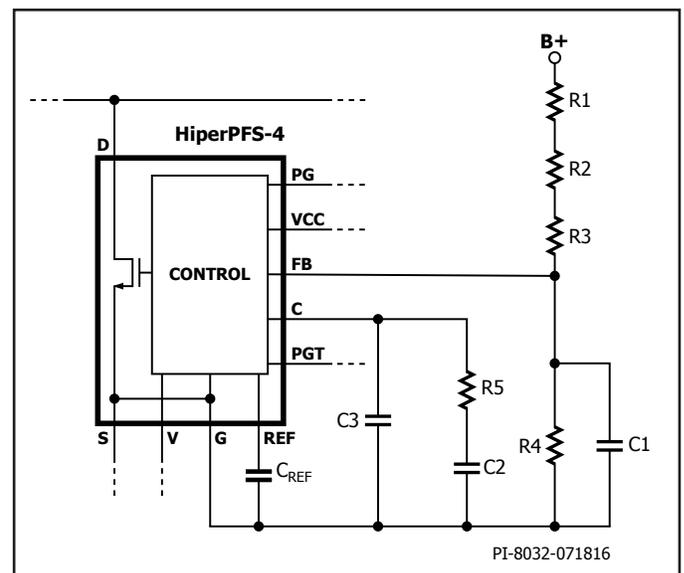 B+
R1
HiperPFS-4
D
PG
R2
VCC
R3
CONTROL
FB
C
PGT
R5
C3
R4
C1
S
V
G
REF
C2
CREF
PI-8032-071816